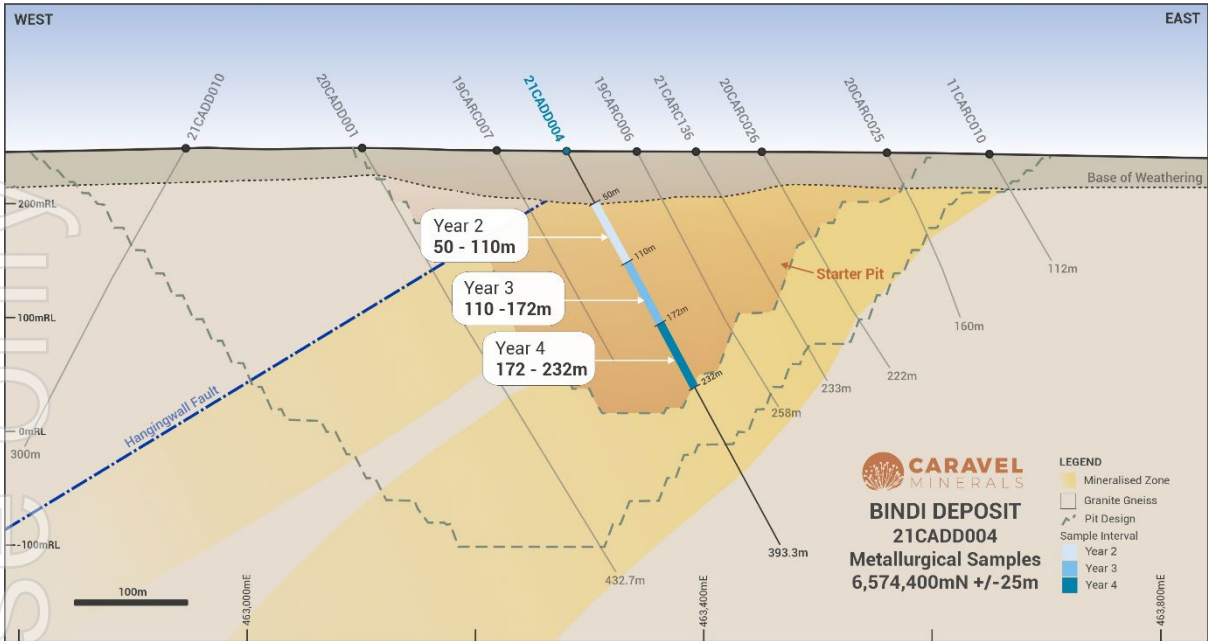 WEST
EAST
21CADD010
20CADD001
19CARC007
21CADD004
19CARC006
21CARC136
20CARC026
20CARC025
11CARC010
Base of Weathering
200mRL
50m
Year 2
50 - 110m
110m
Starter Pit
112m
Year 3
110 -172m
100mRL
172m
160m
Year 4
172 - 232m
232m
233m
222m
258m
Hangingwall Fault
0mRL
300m
-100mRL
393.3m
432.7m
100m
463,000mE
463,400mE
463,800mE
CARAVEL
MINERALS
BINDI DEPOSIT
21CADD004
Metallurgical Samples
6,574,400mN +/-25m
LEGEND
Mineralised Zone
Granite Gneiss
Pit Design
Sample Interval
Year 2
Year 3
Year 4